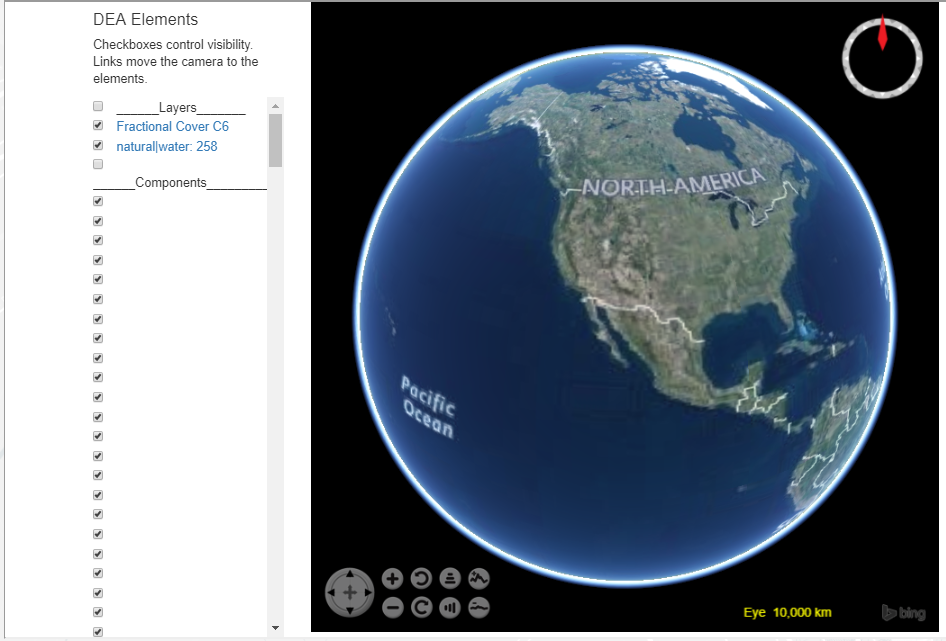 DEA Elements
Checkboxes control visibility.
Links move the camera to the
elements.
______Layers_______
Fractional Cover C6
natural|water: 258
______Components_________
NORTH AMERICA
Pacific
Ocean
Eye 10,000 km
bing